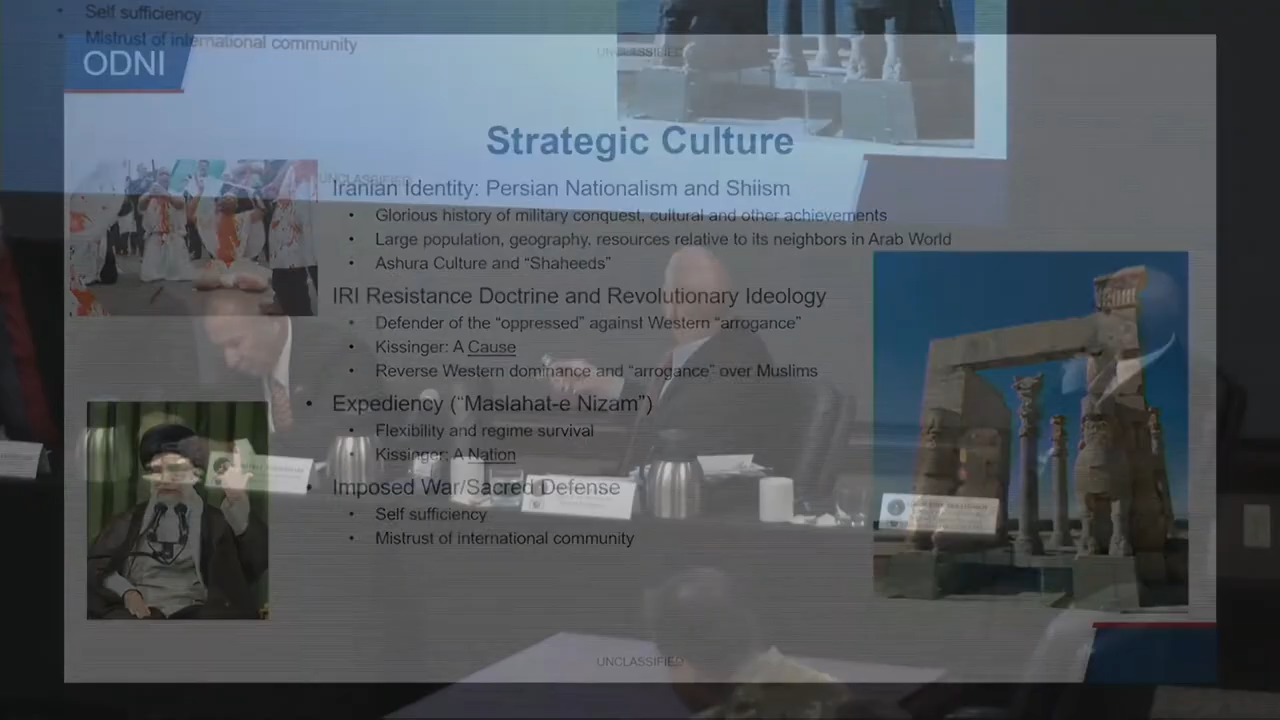 Self sufficiency
Mistrust of international community
ODNI
UNCLASSIFIED
Strategic Culture
UNCLASSIFIED
Iranian Identity: Persian Nationalism and Shiism
• Glorious history of military conquest, cultural and other achievements
• Large population, geography, resources relative to its neighbors in Arab World
• Ashura Culture and “Shaheeds”
IRI Resistance Doctrine and Revolutionary Ideology
• Defender of the “oppressed” against Western “arrogance”
• Kissinger: A Cause
• Reverse Western dominance and “arrogance” over Muslims
• Expediency (“Maslahat-e Nizam”)
• Flexibility and regime survival
• Kissinger: A Nation
• Imposed War/Sacred Defense
• Self sufficiency
• Mistrust of international community
UNCLASSIFIED